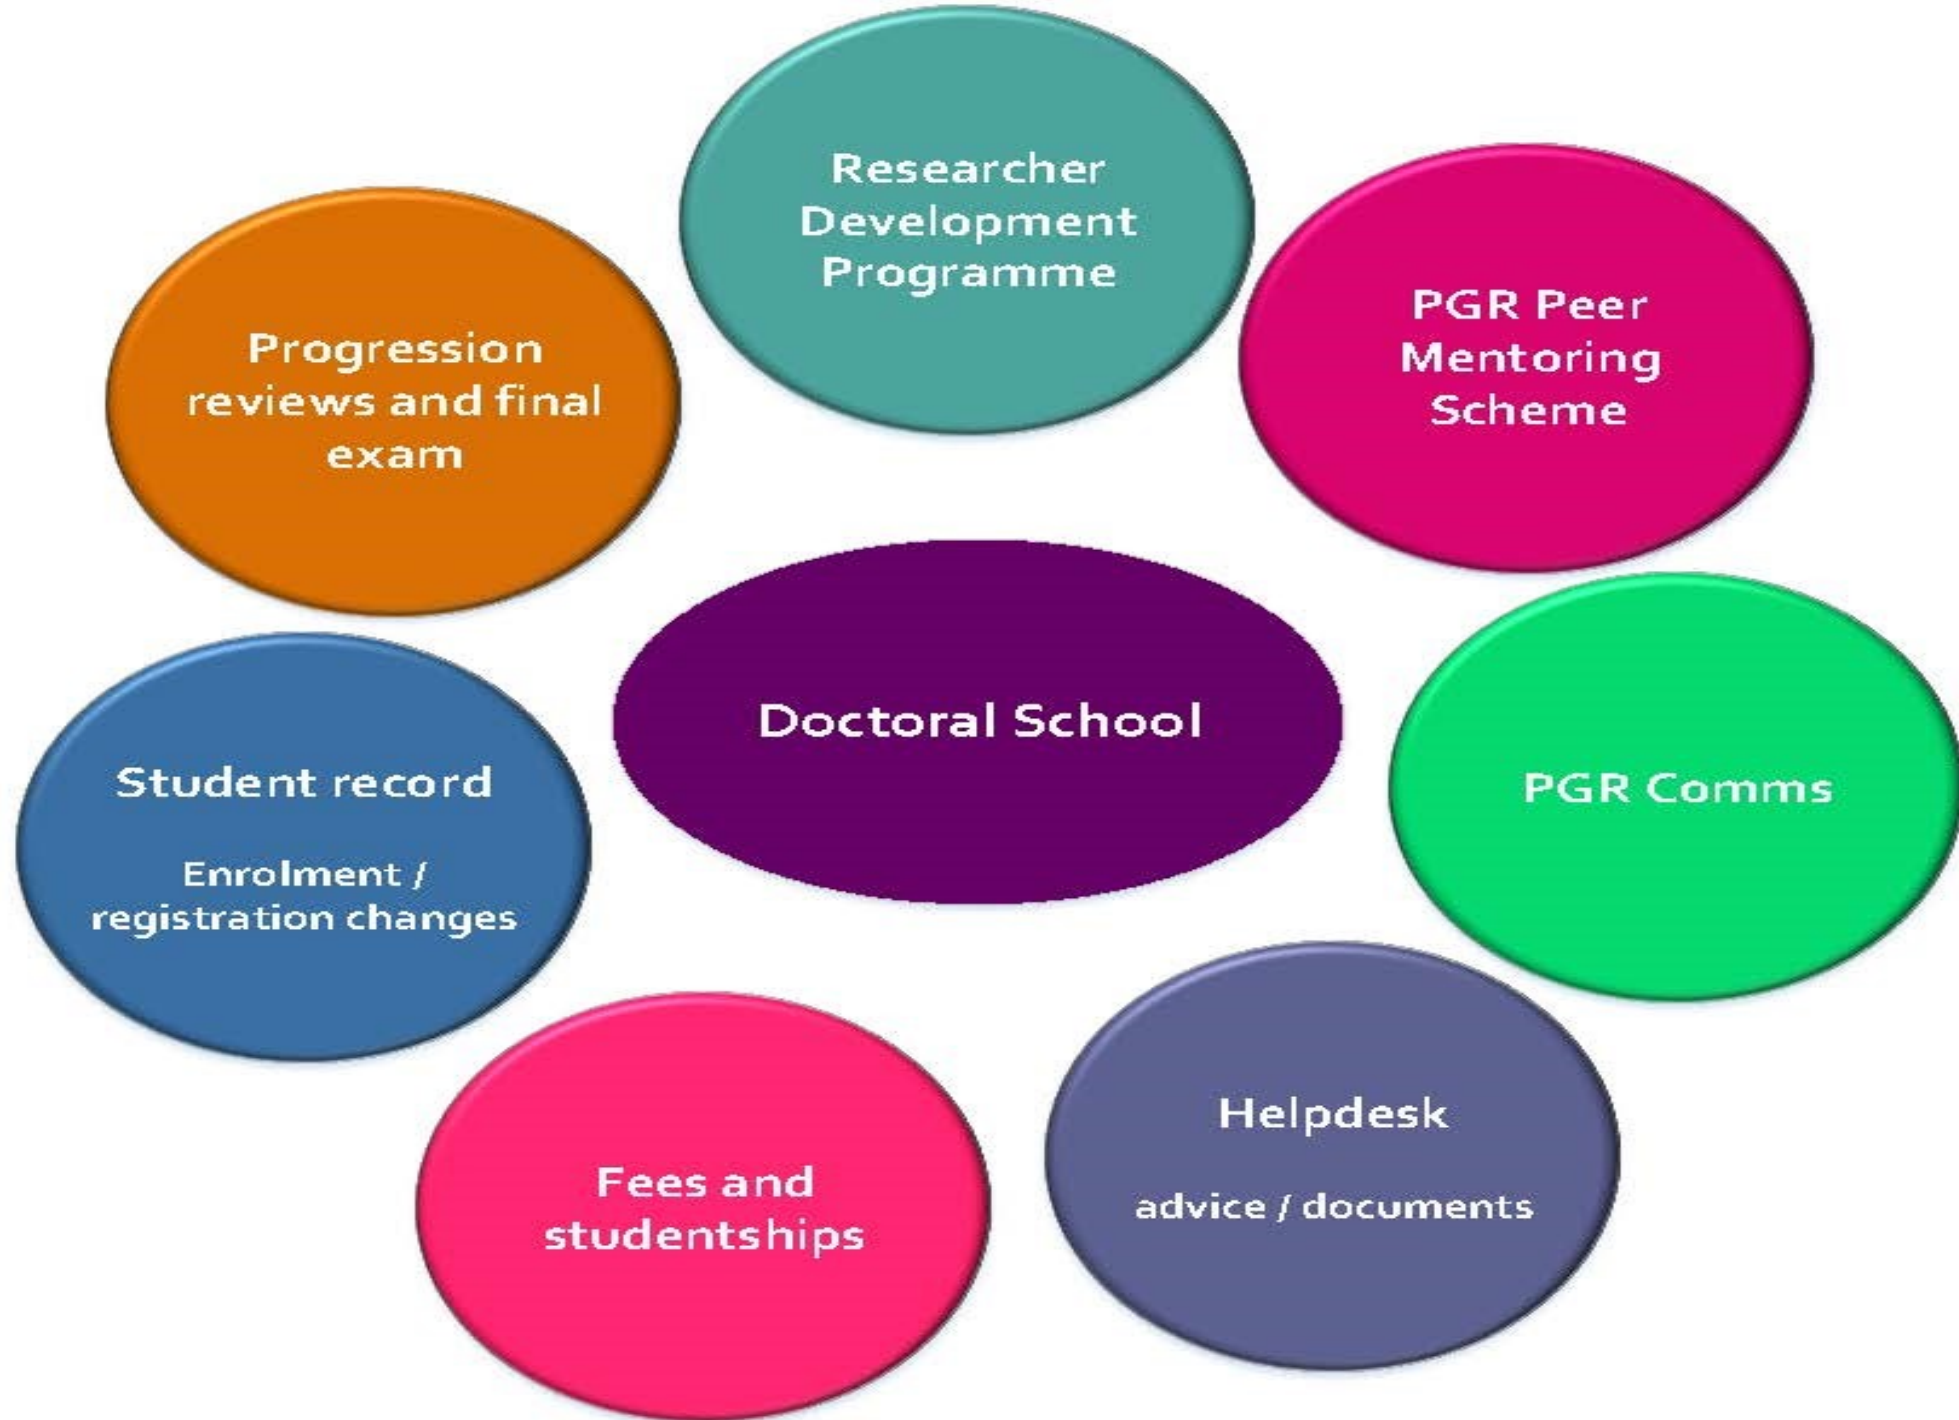 Researcher
Development
Programme
PGR Peer
Mentoring
Scheme
Progression
reviews and final
exam
Doctoral School
PGR Comms
Student record
Enrolment /
registration changes
Helpdesk
advice / documents
Fees and
studentships